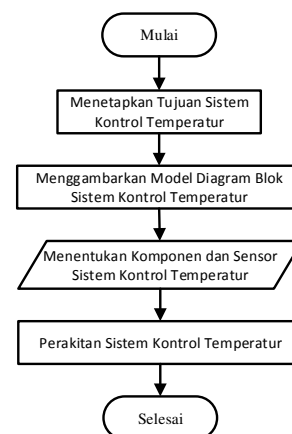 Mulai
Menetapkan Tujuan Sistem
Kontrol Temperatur
Menggambarkan Model Diagram Blok
Sistem Kontrol Temperatur
Menentukan Komponen dan Sensor
Sistem Kontrol Temperatur
Perakitan Sistem Kontrol Temperatur
Selesai